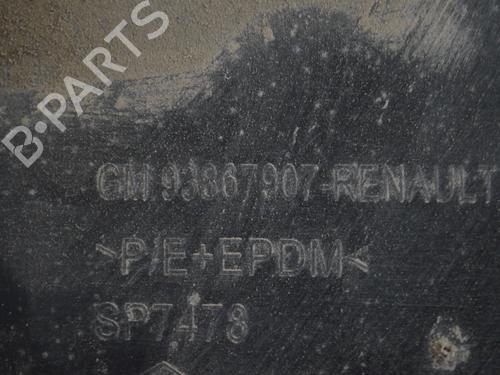 B-PARTS
GM 93867907-RENAULT
>P/E+EPDM<
SP7478